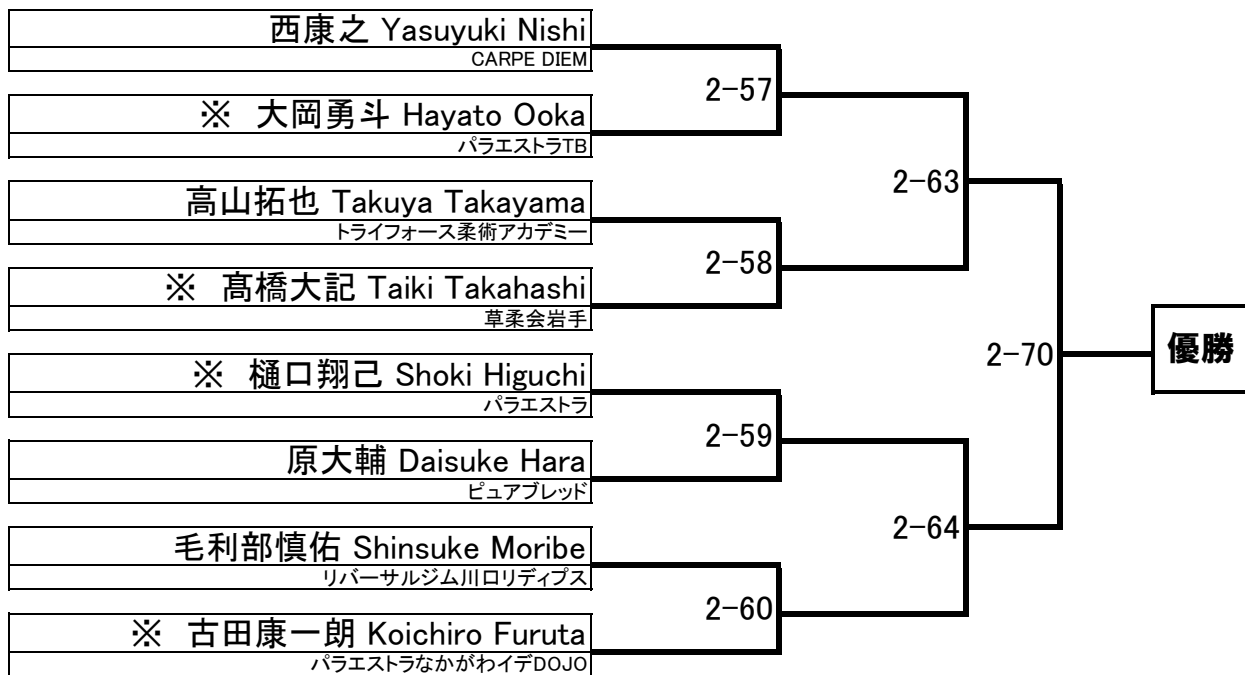 西康之 Yasuyuki Nishi
CARPE DIEM
2-57
※ 大岡勇斗 Hayato Ooka
パラエストラTB
2-63
高山拓也 Takuya Takayama
トライフォース柔術アカデミー
2-58
※ 髙橋大記 Taiki Takahashi
草柔会岩手
2-70
優勝
※ 樋口翔己 Shoki Higuchi
パラエストラ
2-59
原大輔 Daisuke Hara
ピュアブレッド
2-64
毛利部慎佑 Shinsuke Moribe
リバーサルジム川口リディプス
2-60
※ 古田康一朗 Koichiro Furuta
パラエストラなかがわイデDOJO